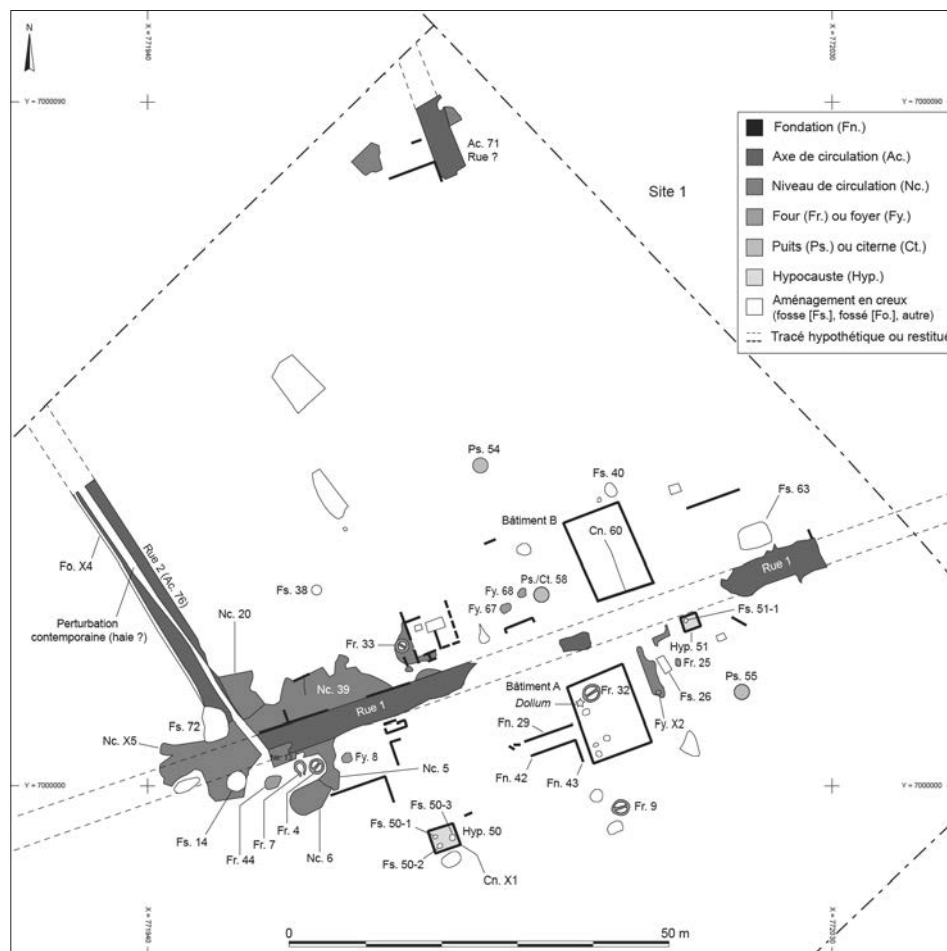 N
X = 771940
X = 772030
Y = 7000090
Y = 7000090
Ac. 71
Rue ?
Site 1
Fondation (Fn.)
Axe de circulation (Ac.)
Niveau de circulation (Nc.)
Four (Fr.) ou foyer (Fy.)
Puits (Ps.) ou citerne (Ct.)
Hypocauste (Hyp.)
Aménagement en creux
(fosse [Fs.], fossé [Fo.], autre)
Tracé hypothétique ou restitué
Ps. 54
Fs. 40
Fs. 63
Bâtiment B
Cn. 60
Rue 1
Fo. X4
Rue 2 (Ac. 76)
Fs. 38
Ps./Ct. 58
Fy. 68
Fy. 67
Perturbation
contemporaine (haie ?)
Nc. 20
Fr. 33
Fs. 51-1
Hyp. 51
Fr. 25
Nc. 39
Rue 1
Bâtiment A
Dolium
Fr. 32
Fs. 26
Ps. 55
Fs. 72
Fn. 29
Fy. X2
Nc. X5
Fy. 8
Nc. 5
Fn. 42
Fn. 43
Y = 7000000
Y = 7000000
Fs. 14
Fr. 44
Fr. 7
Fr. 4
Nc. 6
Fs. 50-3
Fs. 50-1
Hyp. 50
Fs. 50-2
Cn. X1
Fr. 9
X = 771940
X = 772030
0
50 m